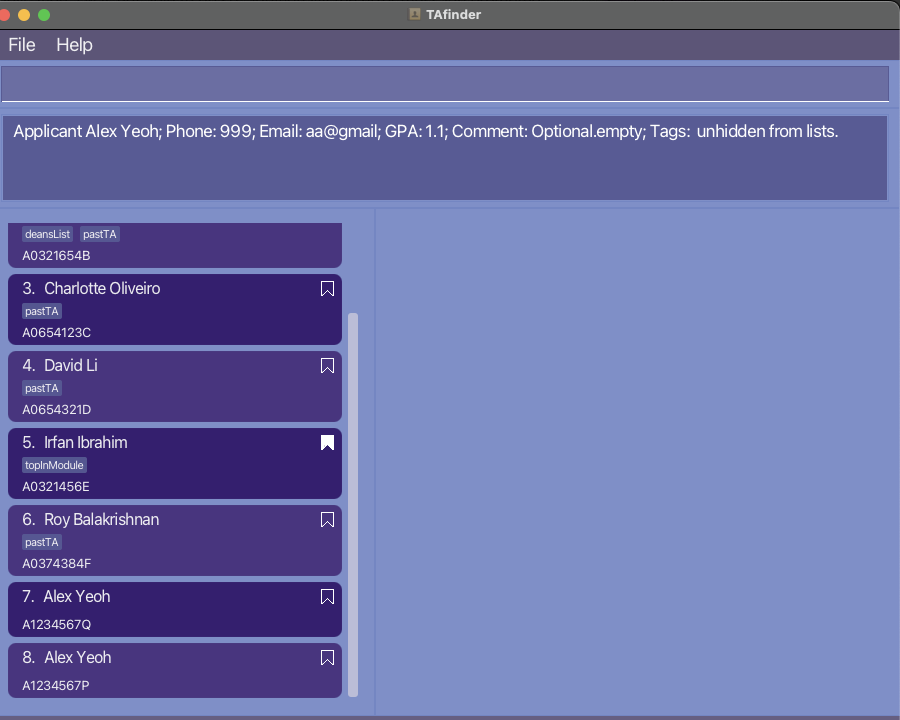 TAfinder
File Help
Applicant Alex Yeoh; Phone: 999; Email: aa@gmail; GPA: 1.1; Comment: Optional.empty; Tags:  unhidden from lists.
deansList pastTA
A0321654B
3. Charlotte Oliveiro
pastTA
A0654123C
4. David Li
pastTA
A0654321D
5. Irfan Ibrahim
topInModule
A0321456E
6. Roy Balakrishnan
pastTA
A0374384F
7. Alex Yeoh
A1234567Q
8. Alex Yeoh
A1234567P